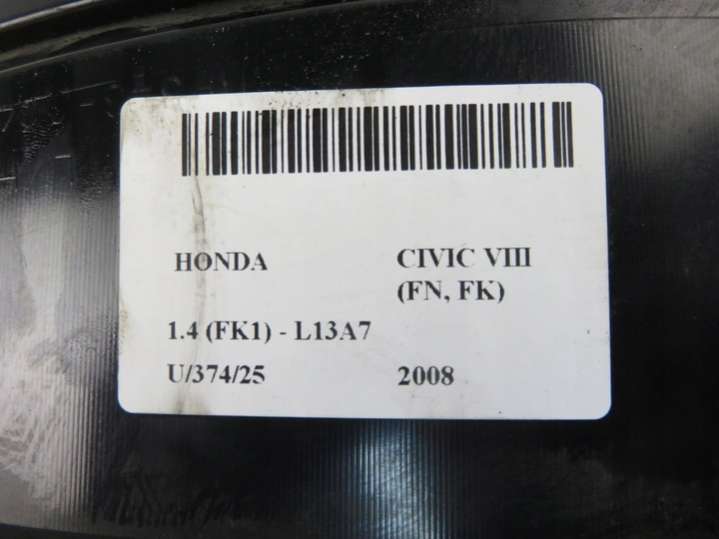 HONDA CIVIC VIII
(FN, FK)
1.4 (FK1) - L13A7
U/374/25 2008